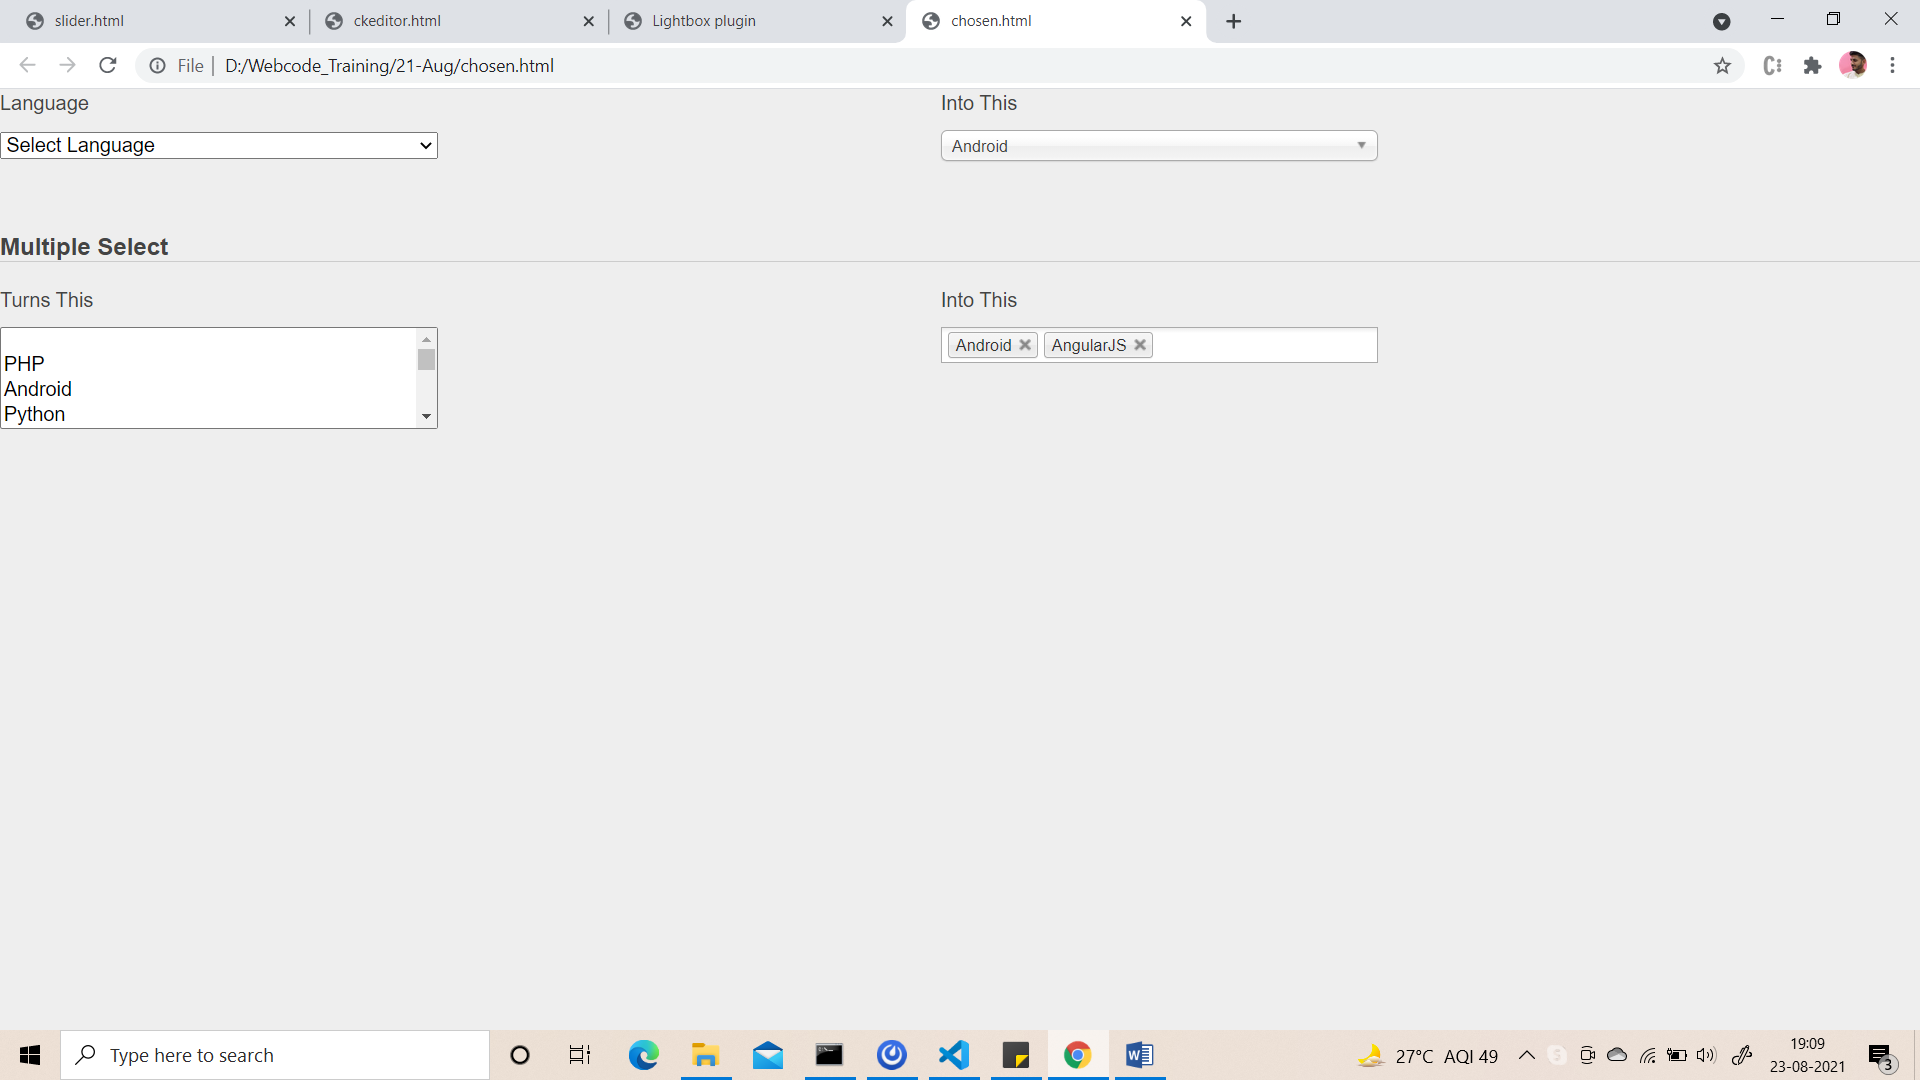 slider.html
ckeditor.html
Lightbox plugin
chosen.html
File
D:/Webcode_Training/21-Aug/chosen.html
Language
Into This
Select Language
Android
Multiple Select
Turns This
Into This
PHP
Android
Python
Android
AngularJS
Type here to search
27°C AQI 49
19:09
23-08-2021
3